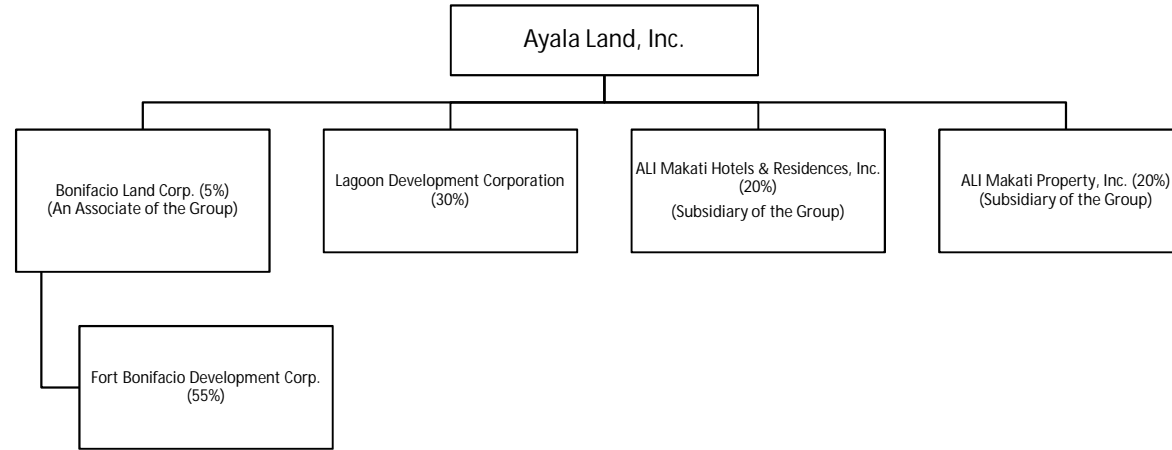 Ayala Land, Inc.
Bonifacio Land Corp. (5%)
(An Associate of the Group)
Lagoon Development Corporation
(30%)
ALI Makati Hotels & Residences, Inc.
(20%)
(Subsidiary of the Group)
ALI Makati Property, Inc. (20%)
(Subsidiary of the Group)
Fort Bonifacio Development Corp.
(55%)